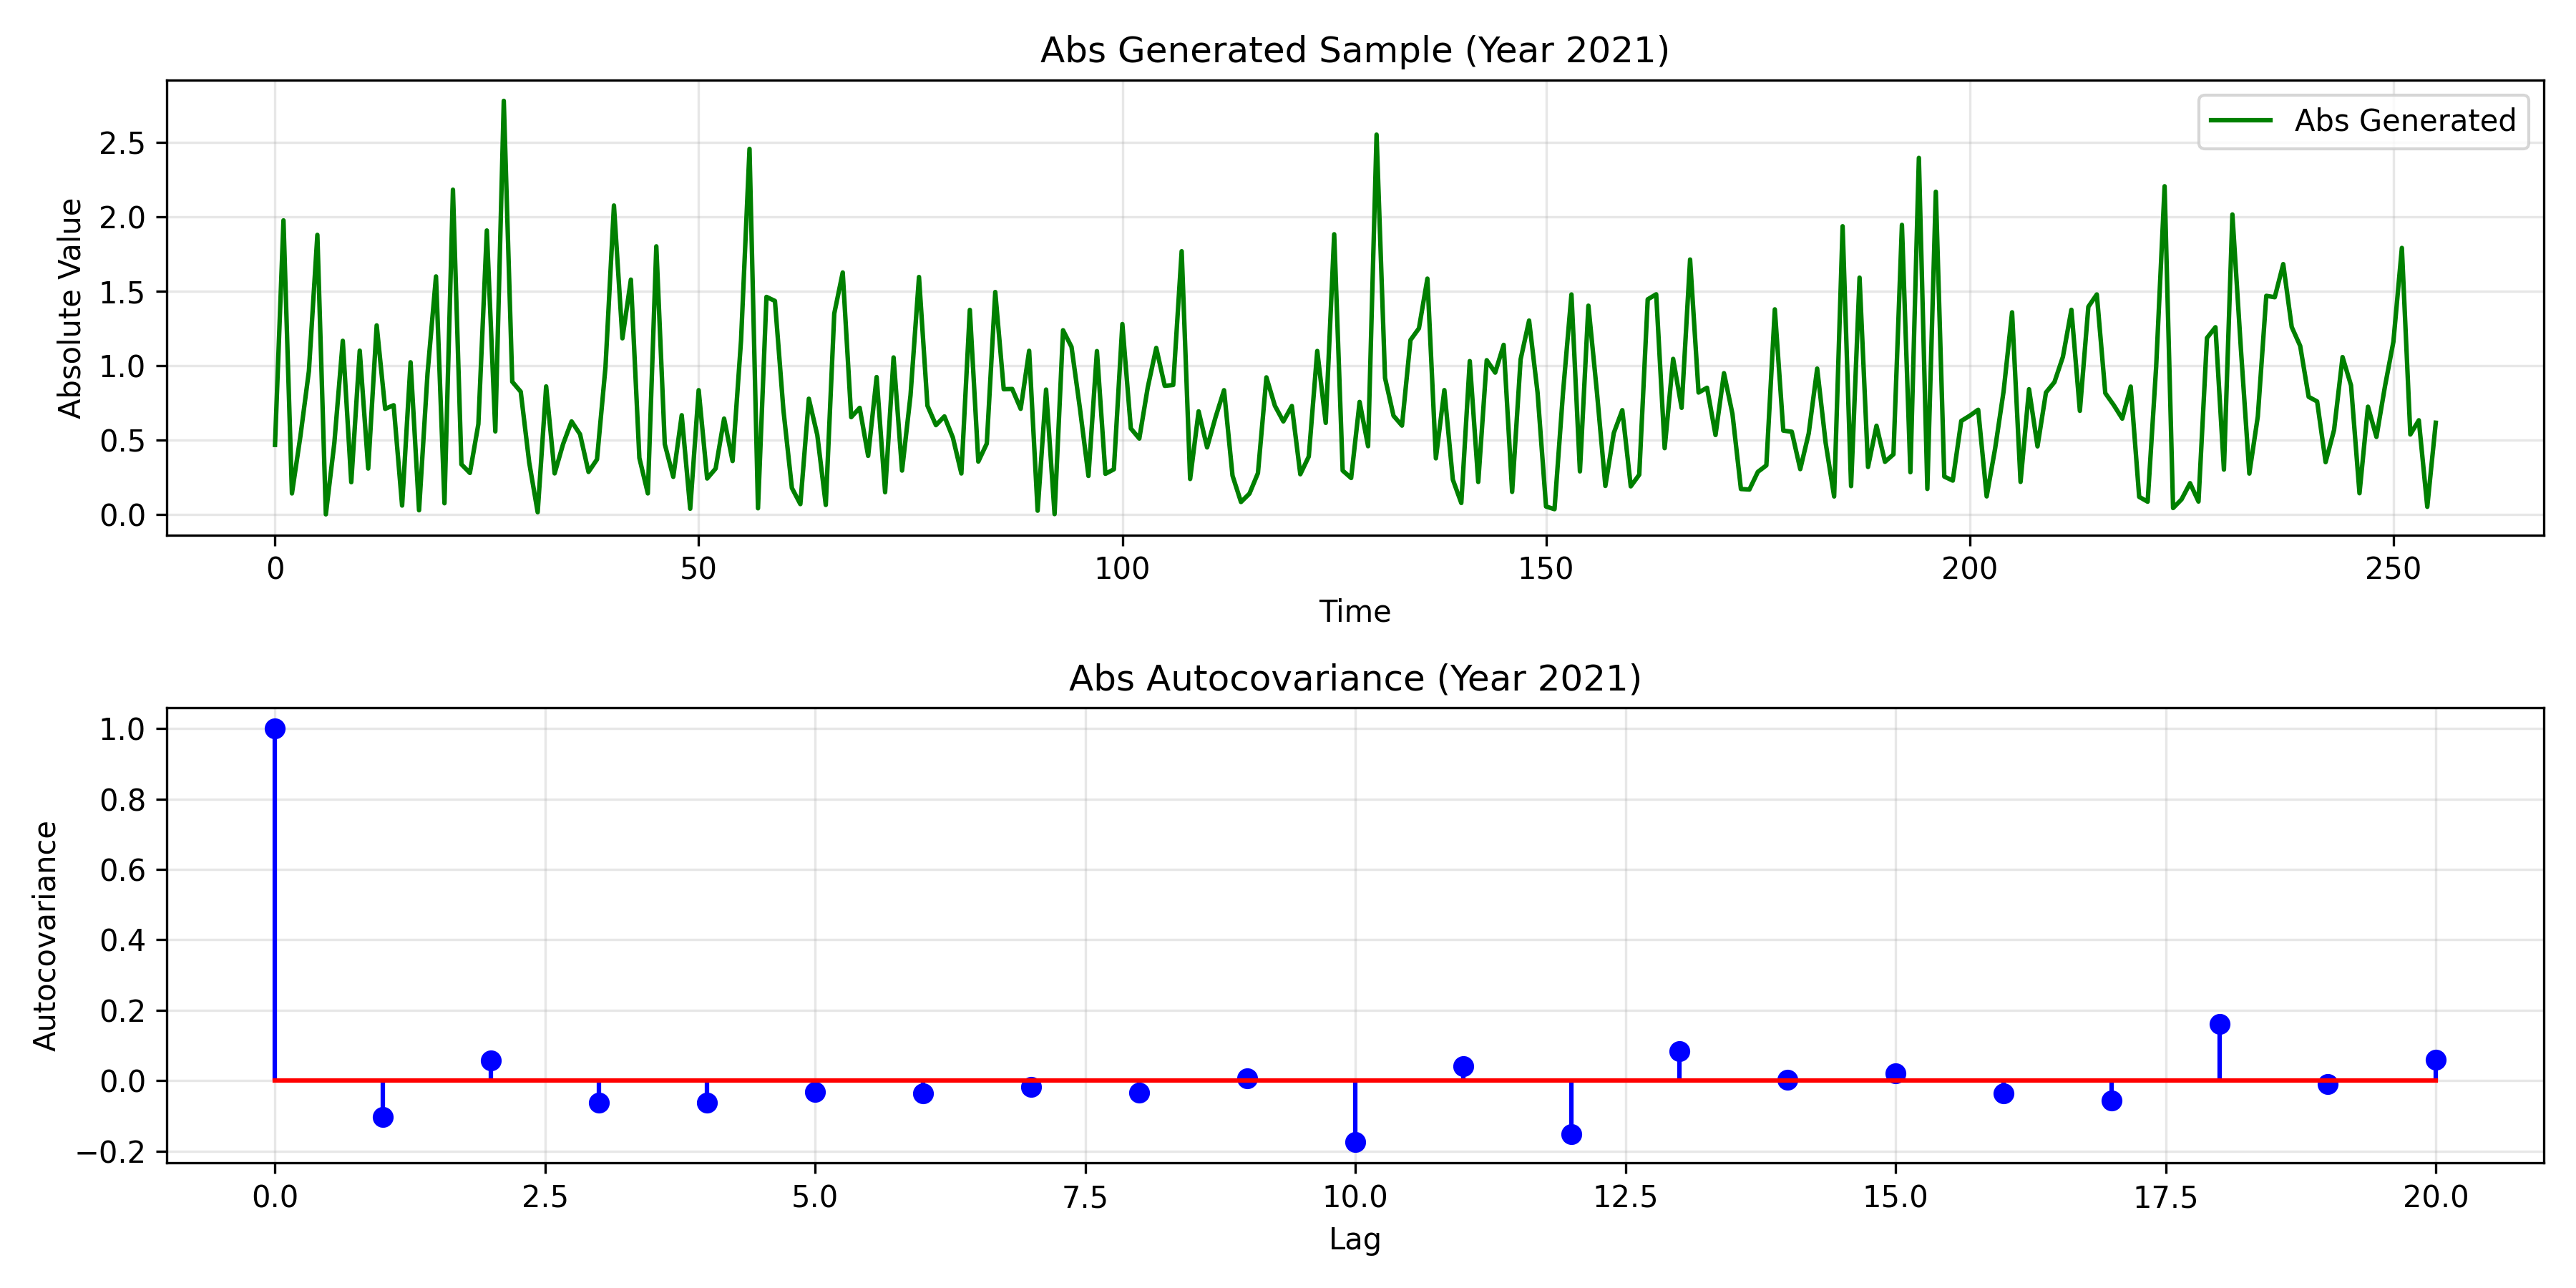 Abs Generated Sample (Year 2021)
Abs Generated
Absolute Value
2.5
2.0
1.5
1.0
0.5
0.0
0 50 100 150 200 250
Time
Abs Autocovariance (Year 2021)
Autocovariance
1.0
0.8
0.6
0.4
0.2
0.0
−0.2
0.0 2.5 5.0 7.5 10.0 12.5 15.0 17.5 20.0
Lag